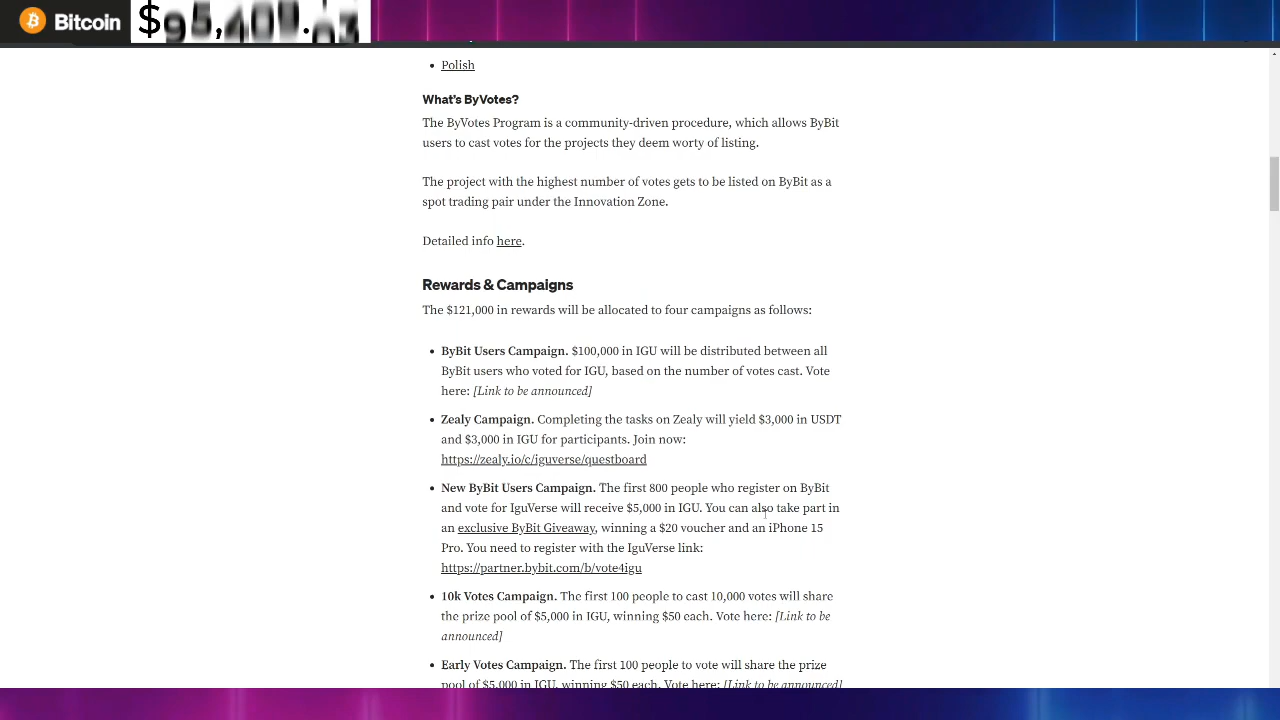 Bitcoin
Polish
What's ByVotes?
The ByVotes Program is a community-driven procedure, which allows ByBit
users to cast votes for the projects they deem worty of listing.
The project with the highest number of votes gets to be listed on ByBit as a
spot trading pair under the Innovation Zone.
Detailed info here.
Rewards & Campaigns
The $121,000 in rewards will be allocated to four campaigns as follows:
ByBit Users Campaign. $100,000 in IGU will be distributed between all
ByBit users who voted for IGU, based on the number of votes cast. Vote
here: [Link to be announced]
Zealy Campaign. Completing the tasks on Zealy will yield $3,000 in USDT
and $3,000 in IGU for participants. Join now:
https://zealy.io/c/iguverse/questboard
New ByBit Users Campaign. The first 800 people who register on ByBit
and vote for IguVerse will receive $5,000 in IGU. You can also take part in
an exclusive ByBit Giveaway, winning a $20 voucher and an iPhone 15
Pro. You need to register with the IguVerse link:
https://partner.bybit.com/b/vote4igu
10k Votes Campaign. The first 100 people to cast 10,000 votes will share
the prize pool of $5,000 in IGU, winning $50 each. Vote here: [Link to be
announced]
Early Votes Campaign. The first 100 people to vote will share the prize
pool of $5,000 in IGU, winning $50 each. Vote here: [Link to be announced]